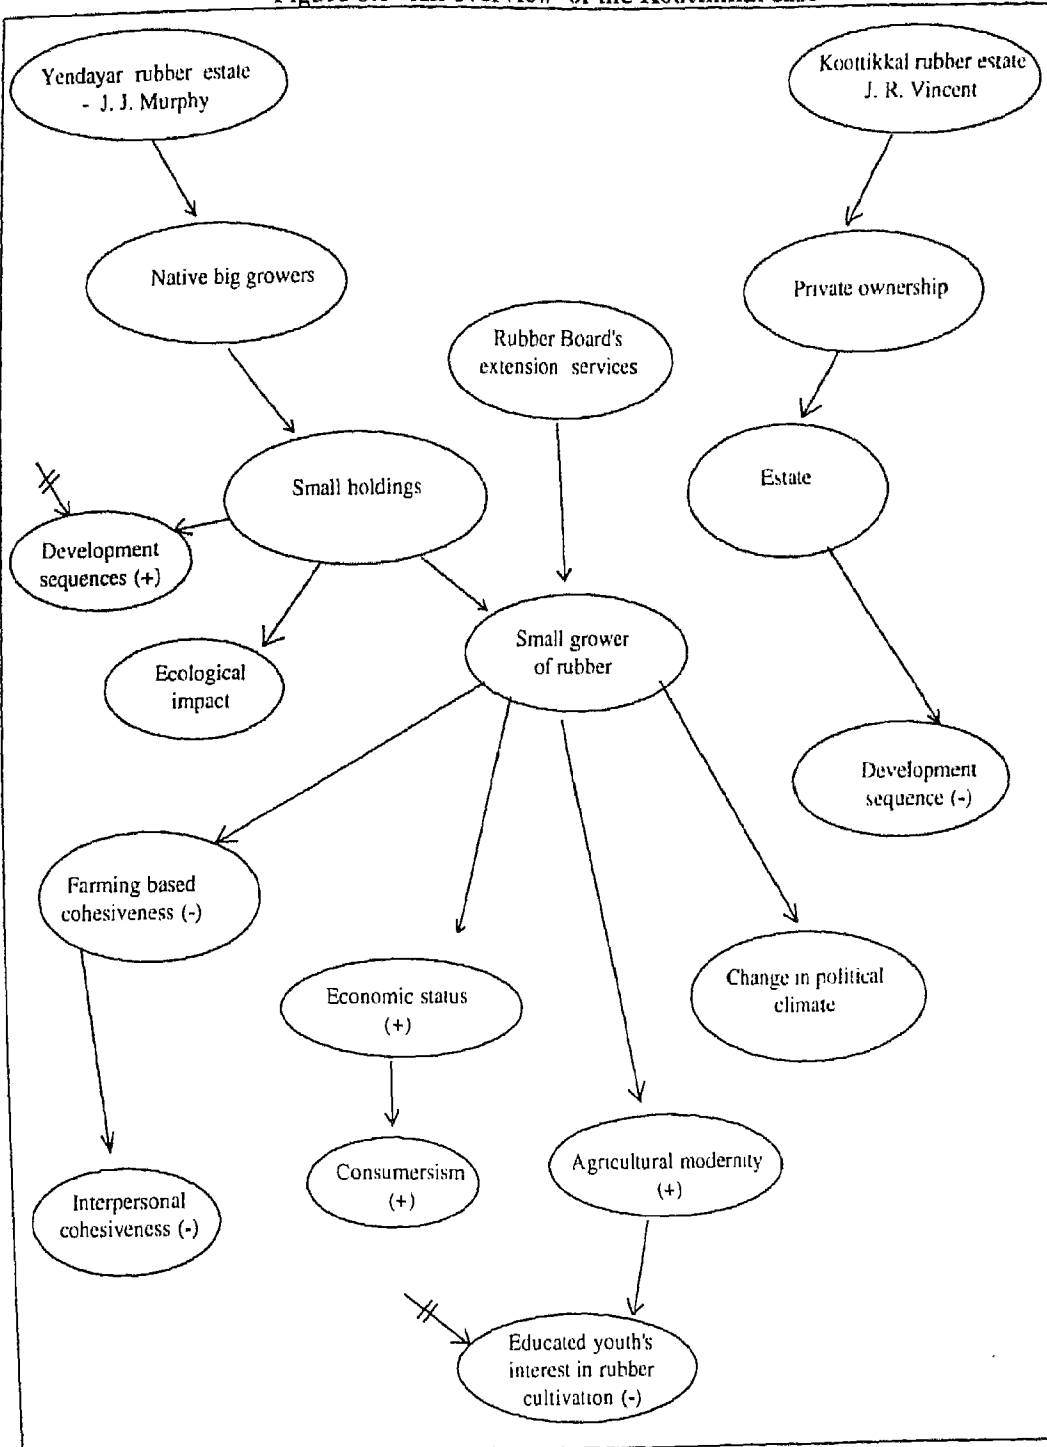 Yendayar rubber estate
- J. J. Murphy
Koottikkal rubber estate
J. R. Vincent
Native big growers
Private ownership
Rubber Board's
extension services
Small holdings
Estate
Development
sequences (+)
Small grower
of rubber
Ecological
impact
Development
sequence (-)
Farming based
cohesiveness (-)
Economic status
(+)
Change in political
climate
Consumersism
(+)
Agricultural modernity
(+)
Interpersonal
cohesiveness (-)
Educated youth's
interest in rubber
cultivation (-)